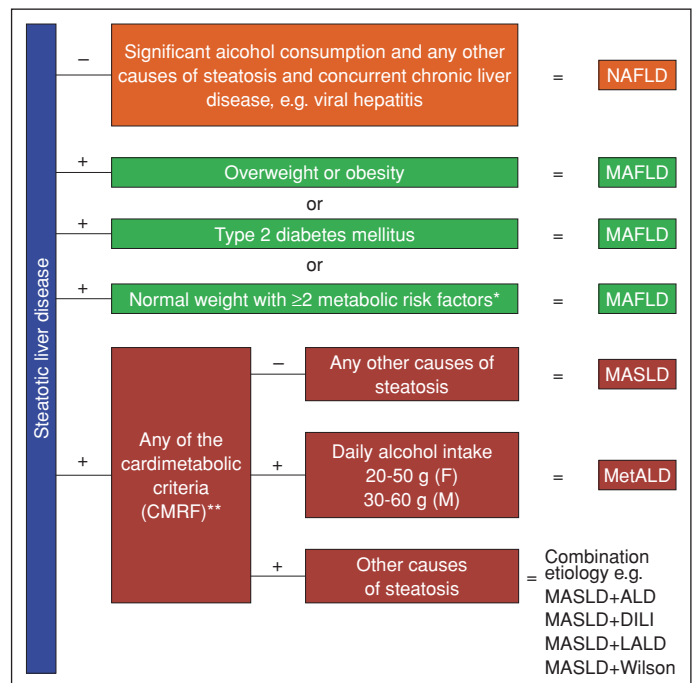 Steatotic liver disease
−
Significant aicohol consumption and any other
causes of steatosis and concurrent chronic liver
disease, e.g. viral hepatitis
=
NAFLD
+
Overweight or obesity
=
MAFLD
or
+
Type 2 diabetes mellitus
=
MAFLD
or
+
Normal weight with ≥2 metabolic risk factors*
=
MAFLD
+
Any of the
cardimetabolic
criteria
(CMRF)**
−
Any other causes of
steatosis
=
MASLD
+
Daily alcohol intake
20-50 g (F)
30-60 g (M)
=
MetALD
+
Other causes
of steatosis
=
Combination
etiology e.g.
MASLD+ALD
MASLD+DILI
MASLD+LALD
MASLD+Wilson